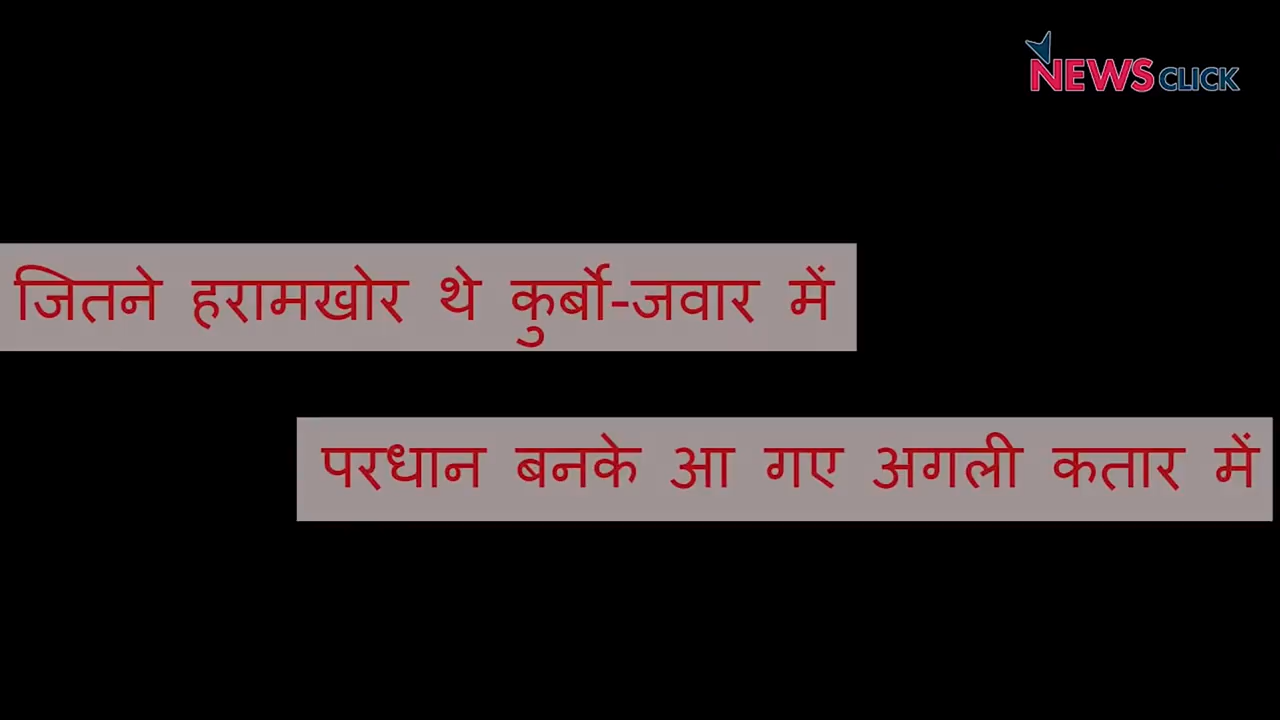 NEWSCLICK
जितने हरामखोर थे कुर्बो-जवार में
परधान बनके आ गए अगली कतार में